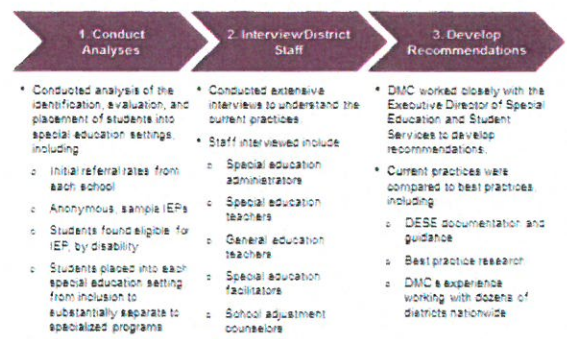 1. Conduct
Analyses
• Conducted analysis of the
identification, evaluation, and
placement of students into
special education settings,
including
o Initial referral rates from
each school
o Anonymous, sample IEPs
o Students found eligible for
IEP, by disability
o Students placed into each
special education setting
from inclusion to
substantially separate to
specialized programs
2. Interview District
Staff
• Conducted extensive
interviews to understand the
current practices
• Staff interviewed include
o Special education
administrators
o Special education
teachers
o General education
teachers
o Special education
facilitators
o School adjustment
counselors
3. Develop
Recommendations
• DMC worked closely with the
Executive Director of Special
Education and Student
Services to develop
recommendations.
• Current practices were
compared to best practices,
including
o DESE documentation and
guidance
o Best practice research
o DMC's experience
working with dozens of
districts nationwide